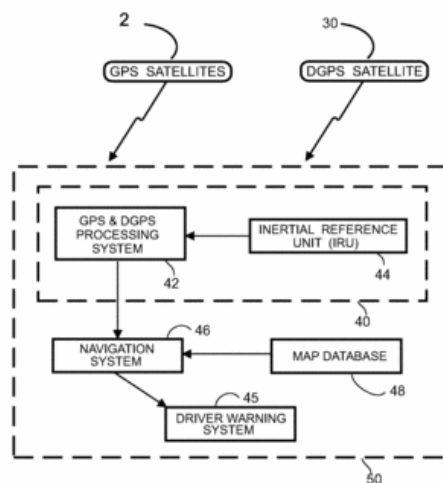 2
30
GPS SATELLITES
DGPS SATELLITE
GPS & DGPS
PROCESSING
SYSTEM
42
INERTIAL REFERENCE
UNIT (IRU)
44
40
46
NAVIGATION
SYSTEM
MAP DATABASE
48
45
DRIVER WARNING
SYSTEM
50